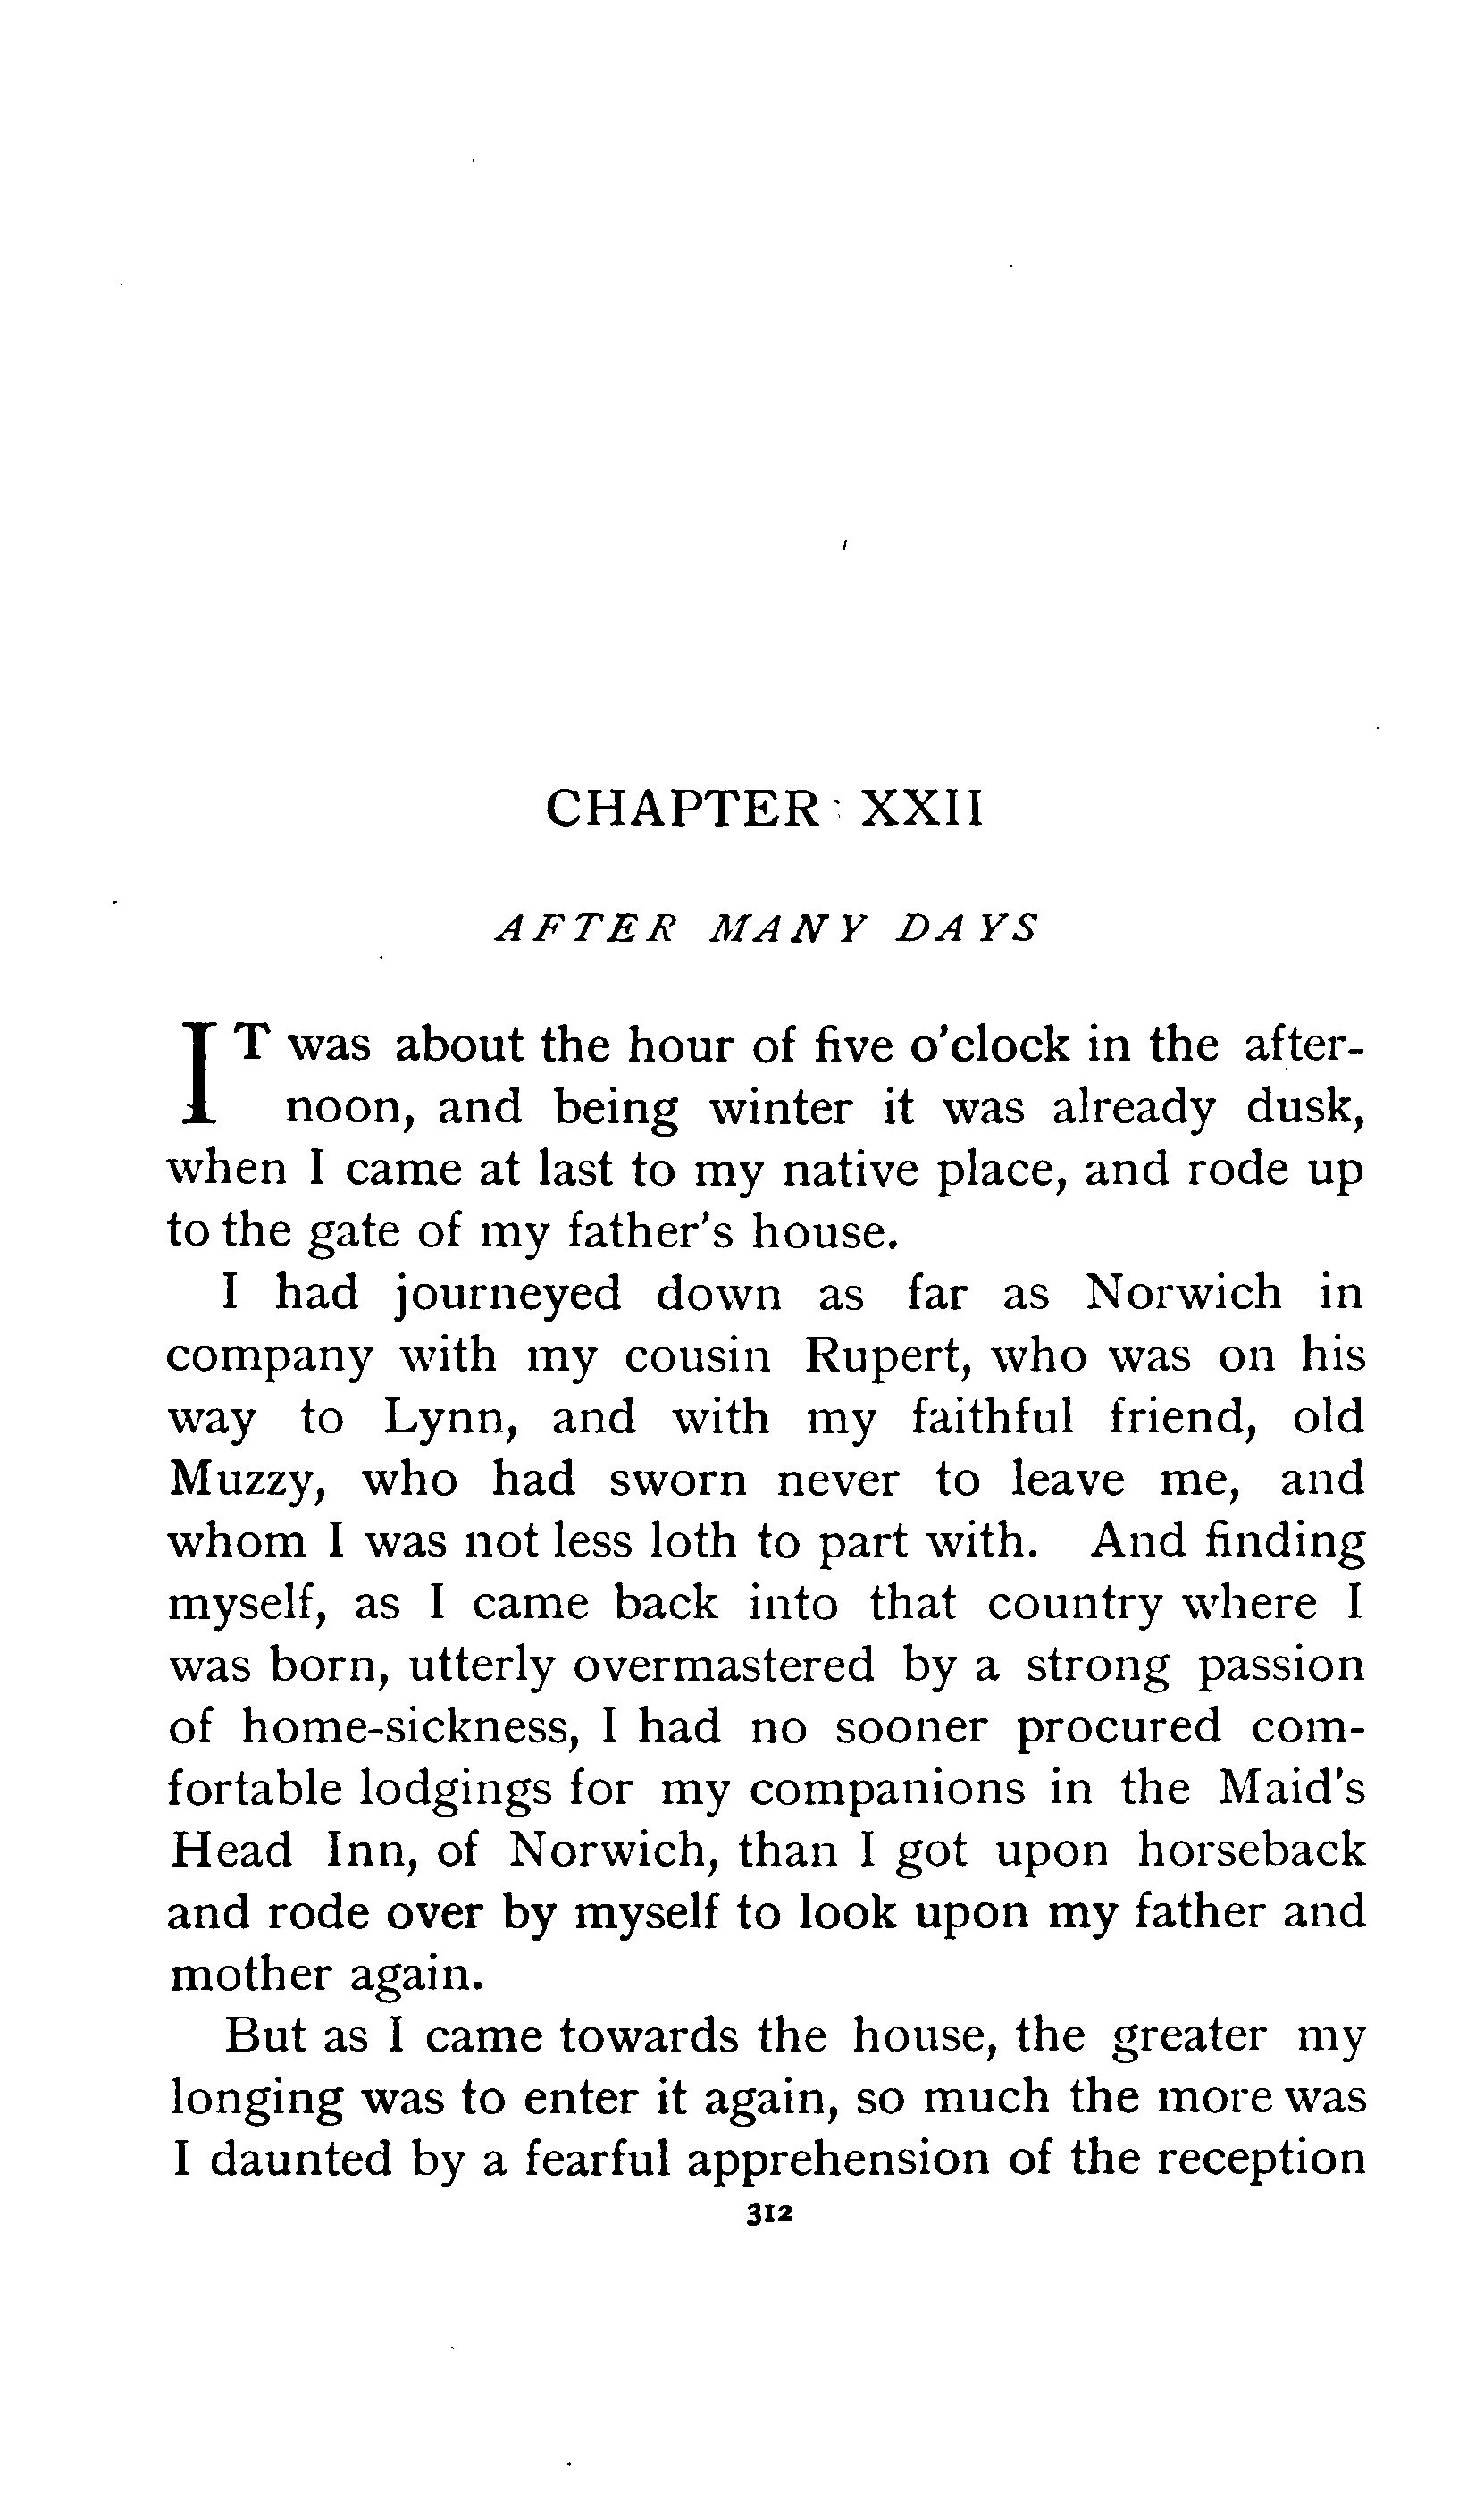 CHAPTER XXII
AFTER MANY DAYS
IT was about the hour of five o'clock in the after-
noon, and being winter it was already dusk,
when I came at last to my native place, and rode up
to the gate of my father's house.
I had journeyed down as far as Norwich in
company with my cousin Rupert, who was on his
way to Lynn, and with my faithful friend, old
Muzzy, who had sworn never to leave me, and
whom I was not less loth to part with. And finding
myself, as I came back into that country where I
was born, utterly overmastered by a strong passion
of home-sickness, I had no sooner procured com-
fortable lodgings for my companions in the Maid's
Head Inn, of Norwich, than I got upon horseback
and rode over by myself to look upon my father and
mother again.
But as I came towards the house, the greater my
longing was to enter it again, so much the more was
I daunted by a fearful apprehension of the reception
312